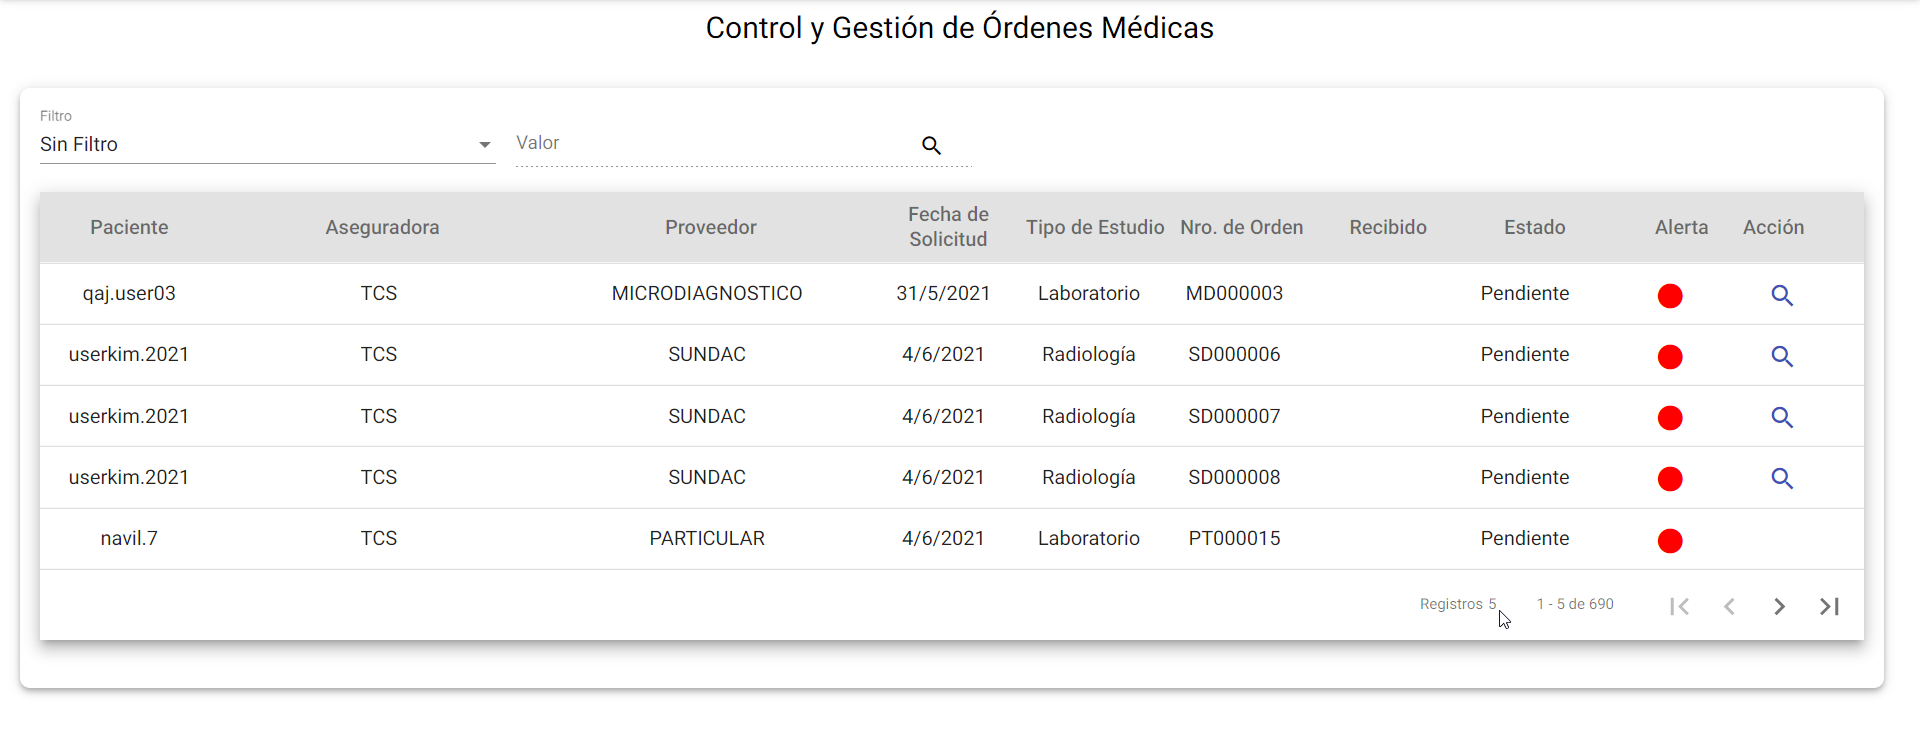 Control y Gestión de Órdenes Médicas
Filtro
Sin Filtro
Valor
Paciente Aseguradora Proveedor Fecha de Solicitud Tipo de Estudio Nro. de Orden Recibido Estado Alerta Acción
qaj.user03 TCS MICRODIAGNOSTICO 31/5/2021 Laboratorio MD000003 Pendiente
userkim.2021 TCS SUNDAC 4/6/2021 Radiología SD000006 Pendiente
userkim.2021 TCS SUNDAC 4/6/2021 Radiología SD000007 Pendiente
userkim.2021 TCS SUNDAC 4/6/2021 Radiología SD000008 Pendiente
navil.7 TCS PARTICULAR 4/6/2021 Laboratorio PT000015 Pendiente
Registros 5 1 - 5 de 690